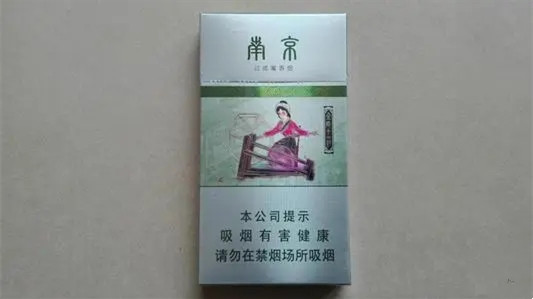 南京
本公司提示
吸烟有害健康
请勿在禁烟场所吸烟